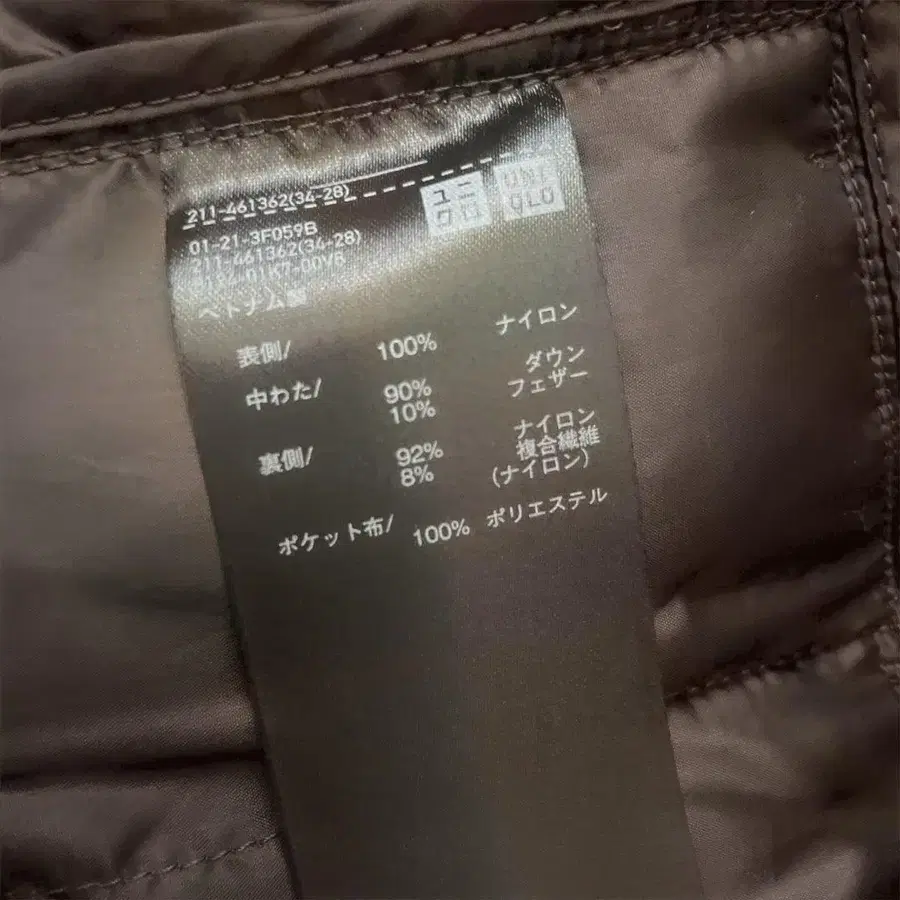 211-461362(34-28)
ユニ
クロ
UNI
QLO
01-21-3F059B
211-461362(34-28)
ベトナム製
表側/ 100% ナイロン
中わた/ 90% ダウン
10% フェザー
裏側/ 92% ナイロン
8% 複合繊維
(ナイロン)
ポケット布/ 100% ポリエステル